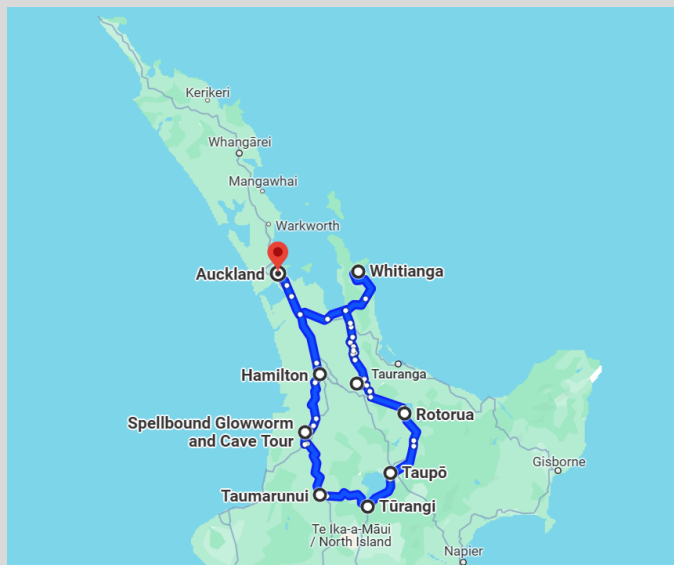 Kerikeri
Whangārei
Mangawhai
Warkworth
Auckland
Whitianga
Hamilton
Tauranga
Rotorua
Spellbound Glowworm
and Cave Tour
Gisborne
Taupō
Taumarunui
Tūrangi
Te Ika-a-Māui
/ North Island
Napier